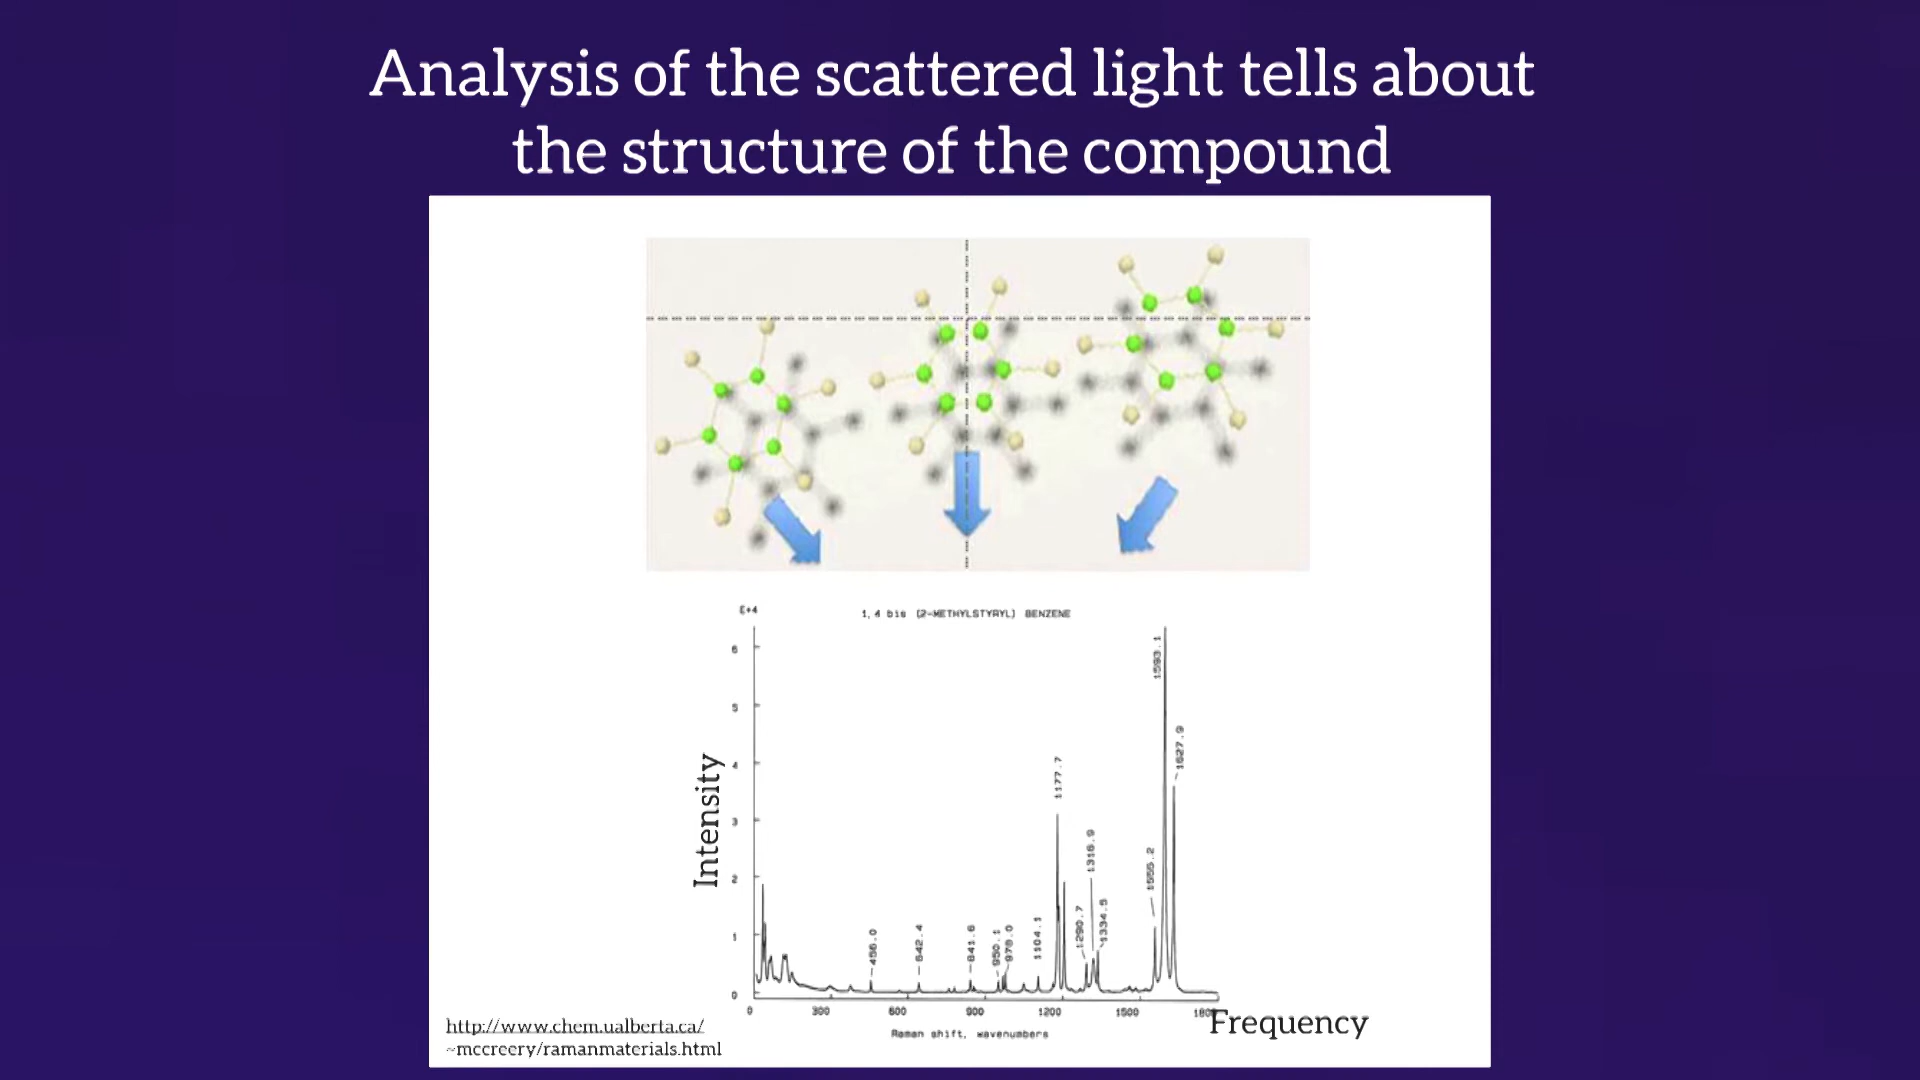 Analysis of the scattered light tells about
the structure of the compound
E+4
1,4 bis (2-METHYLSTYRYL) BENZENE
6
5
4
3
2
1
0
Intensity
456.0
642.4
841.6
950.1
978.0
1104.1
1177.7
1290.7
1316.9
1334.5
1555.2
1593.1
1627.9
0 300 600 900 1200 1500 1800
Frequency
Raman shift, wavenumbers
http://www.chem.ualberta.ca/
~mccreery/ramanmaterials.html